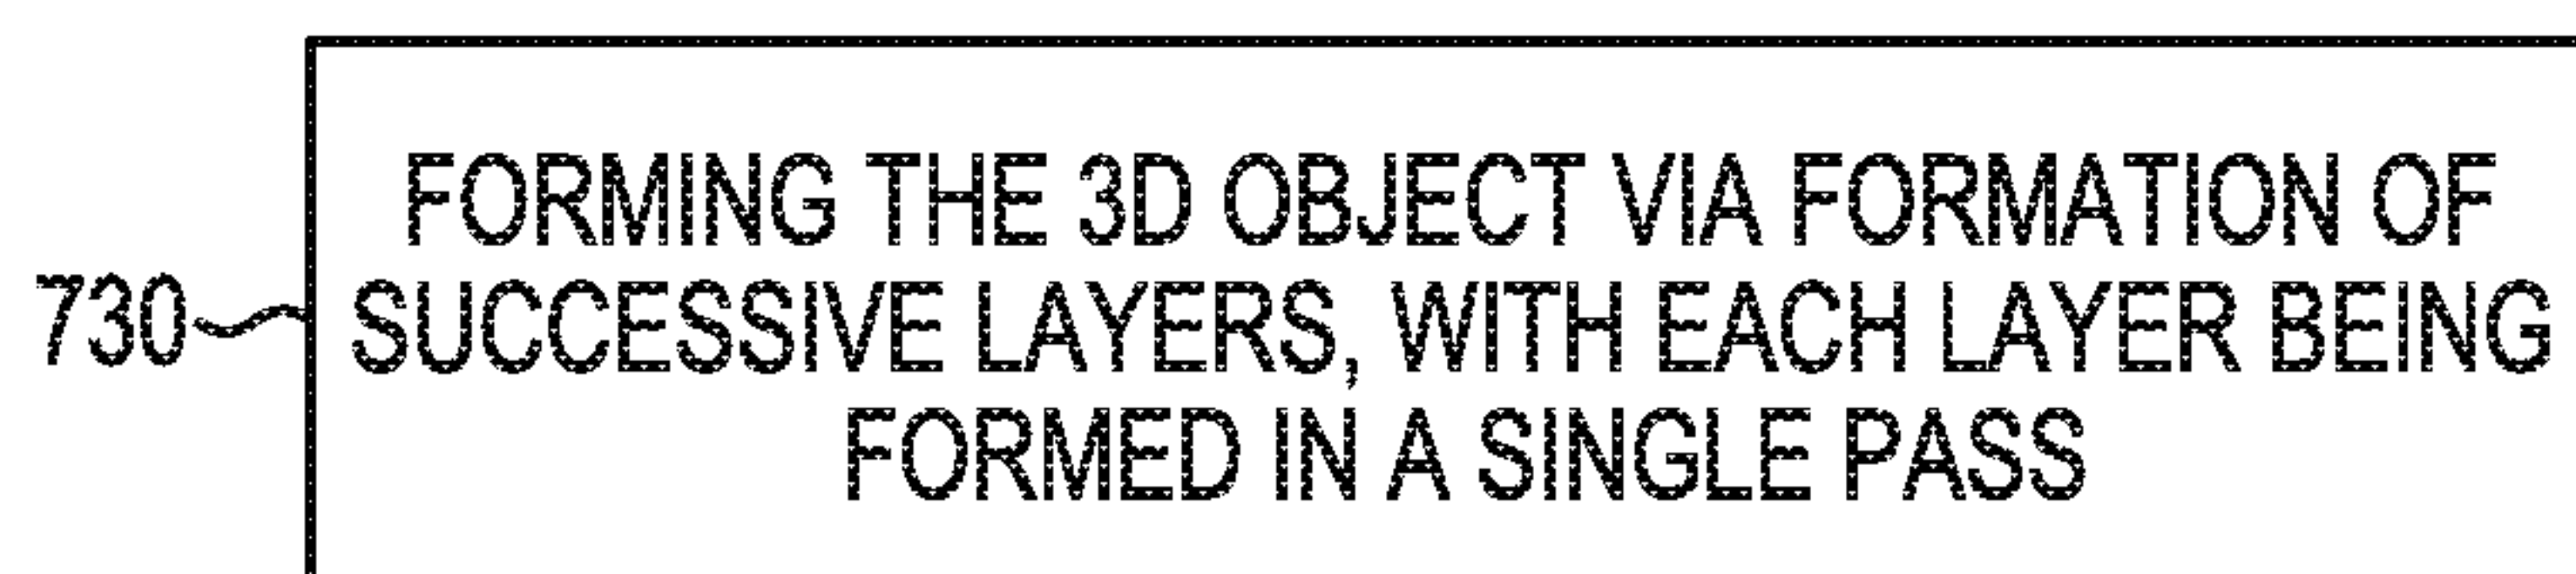 FORMING THE 3D OBJECT VIA FORMATION OF
730 SUCCESSIVE LAYERS, WITH EACH LAYER BEING
FORMED IN A SINGLE PASS